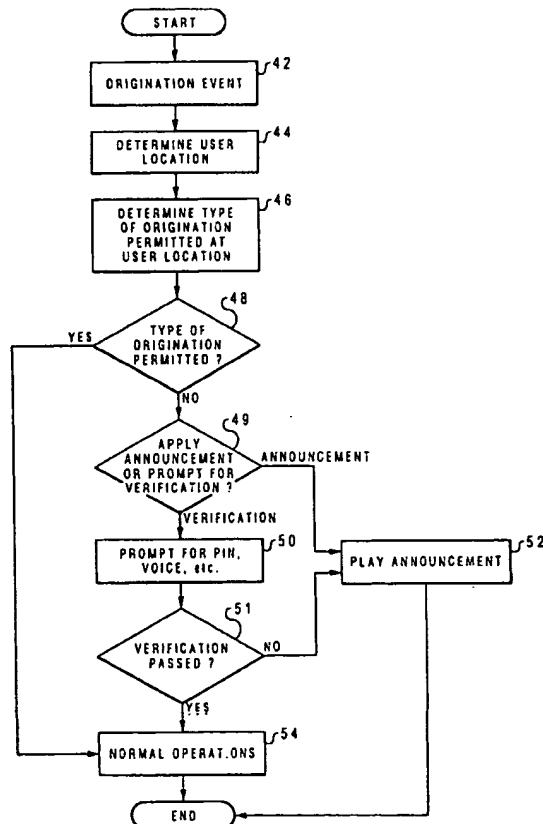 START
42
ORIGINATION EVENT
44
DETERMINE USER
LOCATION
46
DETERMINE TYPE
OF ORIGINATION
PERMITTED AT
USER LOCATION
48
YES
TYPE OF
ORIGINATION
PERMITTED ?
NO
49
APPLY
ANNOUNCEMENT
OR PROMPT FOR
VERIFICATION ?
ANNOUNCEMENT
VERIFICATION
50
PROMPT FOR PIN,
VOICE, etc.
52
PLAY ANNOUNCEMENT
51
VERIFICATION
PASSED ?
NO
YES
54
NORMAL OPERATIONS
END